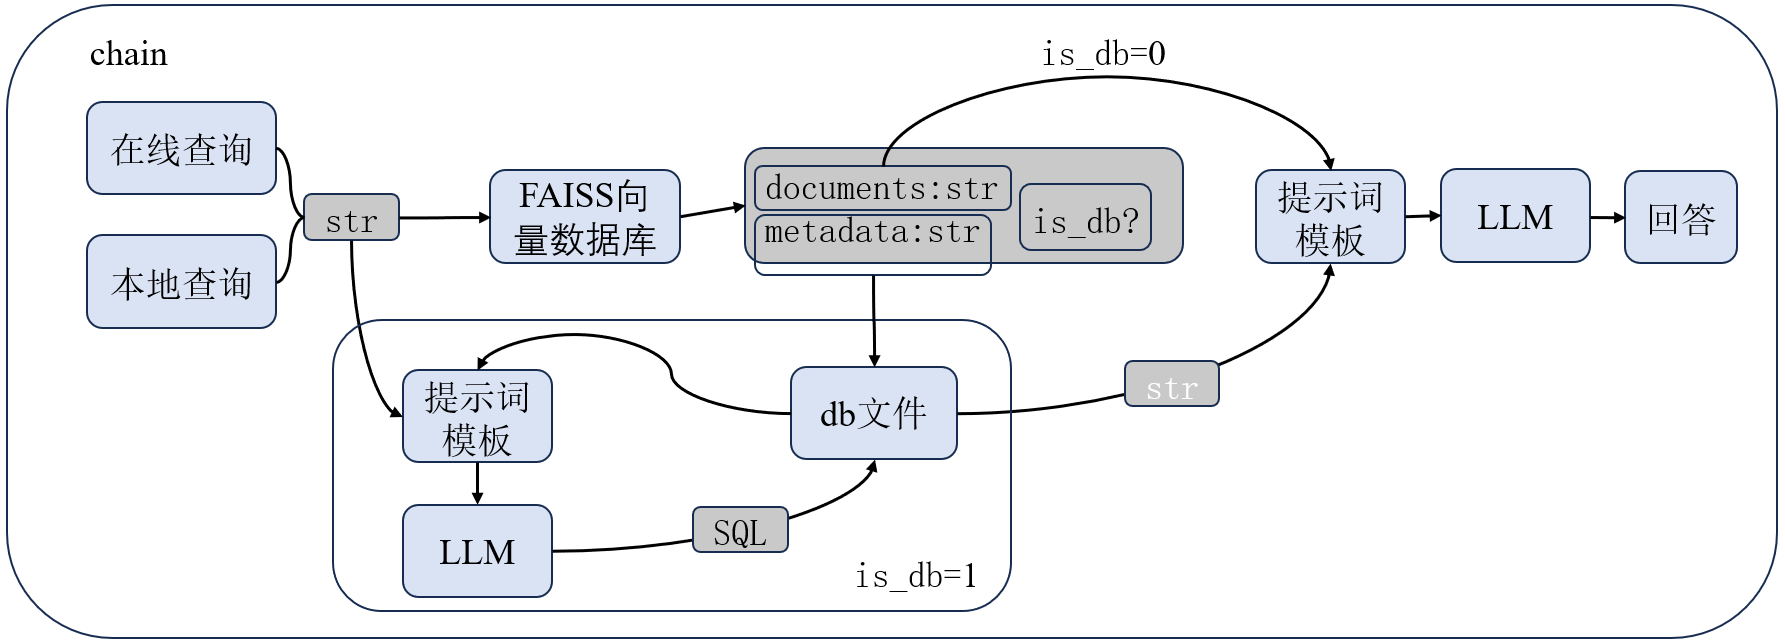 chain
is_db=0
在线查询
本地查询
str
FAISS向
量数据库
documents:str
metadata:str
is_db?
提示词
模板
LLM
回答
提示词
模板
db文件
str
LLM
SQL
is_db=1